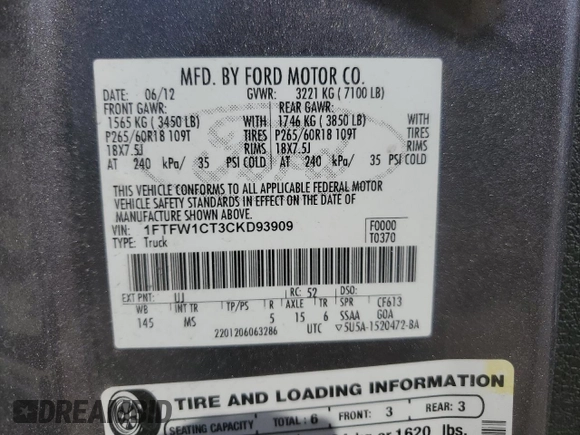 MFD. BY FORD MOTOR CO.
DATE: 06/12 GVWR: 3221 KG ( 7100 LB)
FRONT GAWR: REAR GAWR:
1565 KG ( 3450 LB) WITH 1746 KG ( 3850 LB) WITH
P265/60R18 109T TIRES P265/60R18 109T TIRES
18X7.5J RIMS 18X7.5J RIMS
AT 240 kPa/ 35 PSI COLD AT 240 kPa/ 35 PSI COLD
THIS VEHICLE CONFORMS TO ALL APPLICABLE FEDERAL MOTOR
VEHICLE SAFETY STANDARDS IN EFFECT ON THE DATE OF
MANUFACTURE SHOWN ABOVE.
VIN: 1FTFW1CT3CKD93909 F0000
TYPE: Truck T0370
EXT PNT: UJ RC: 52 DSO:
WB INT TR TP/PS R AXLE TR SPR CF613
145 MS 5 15 6 SSAA GOA
2201206063286 UTC ▽5U5A-1520472-BA
TIRE AND LOADING INFORMATION
SEATING CAPACITY TOTAL: 6 FRONT: 3 REAR: 3
kg or 1620 lbs.
DREAMBID